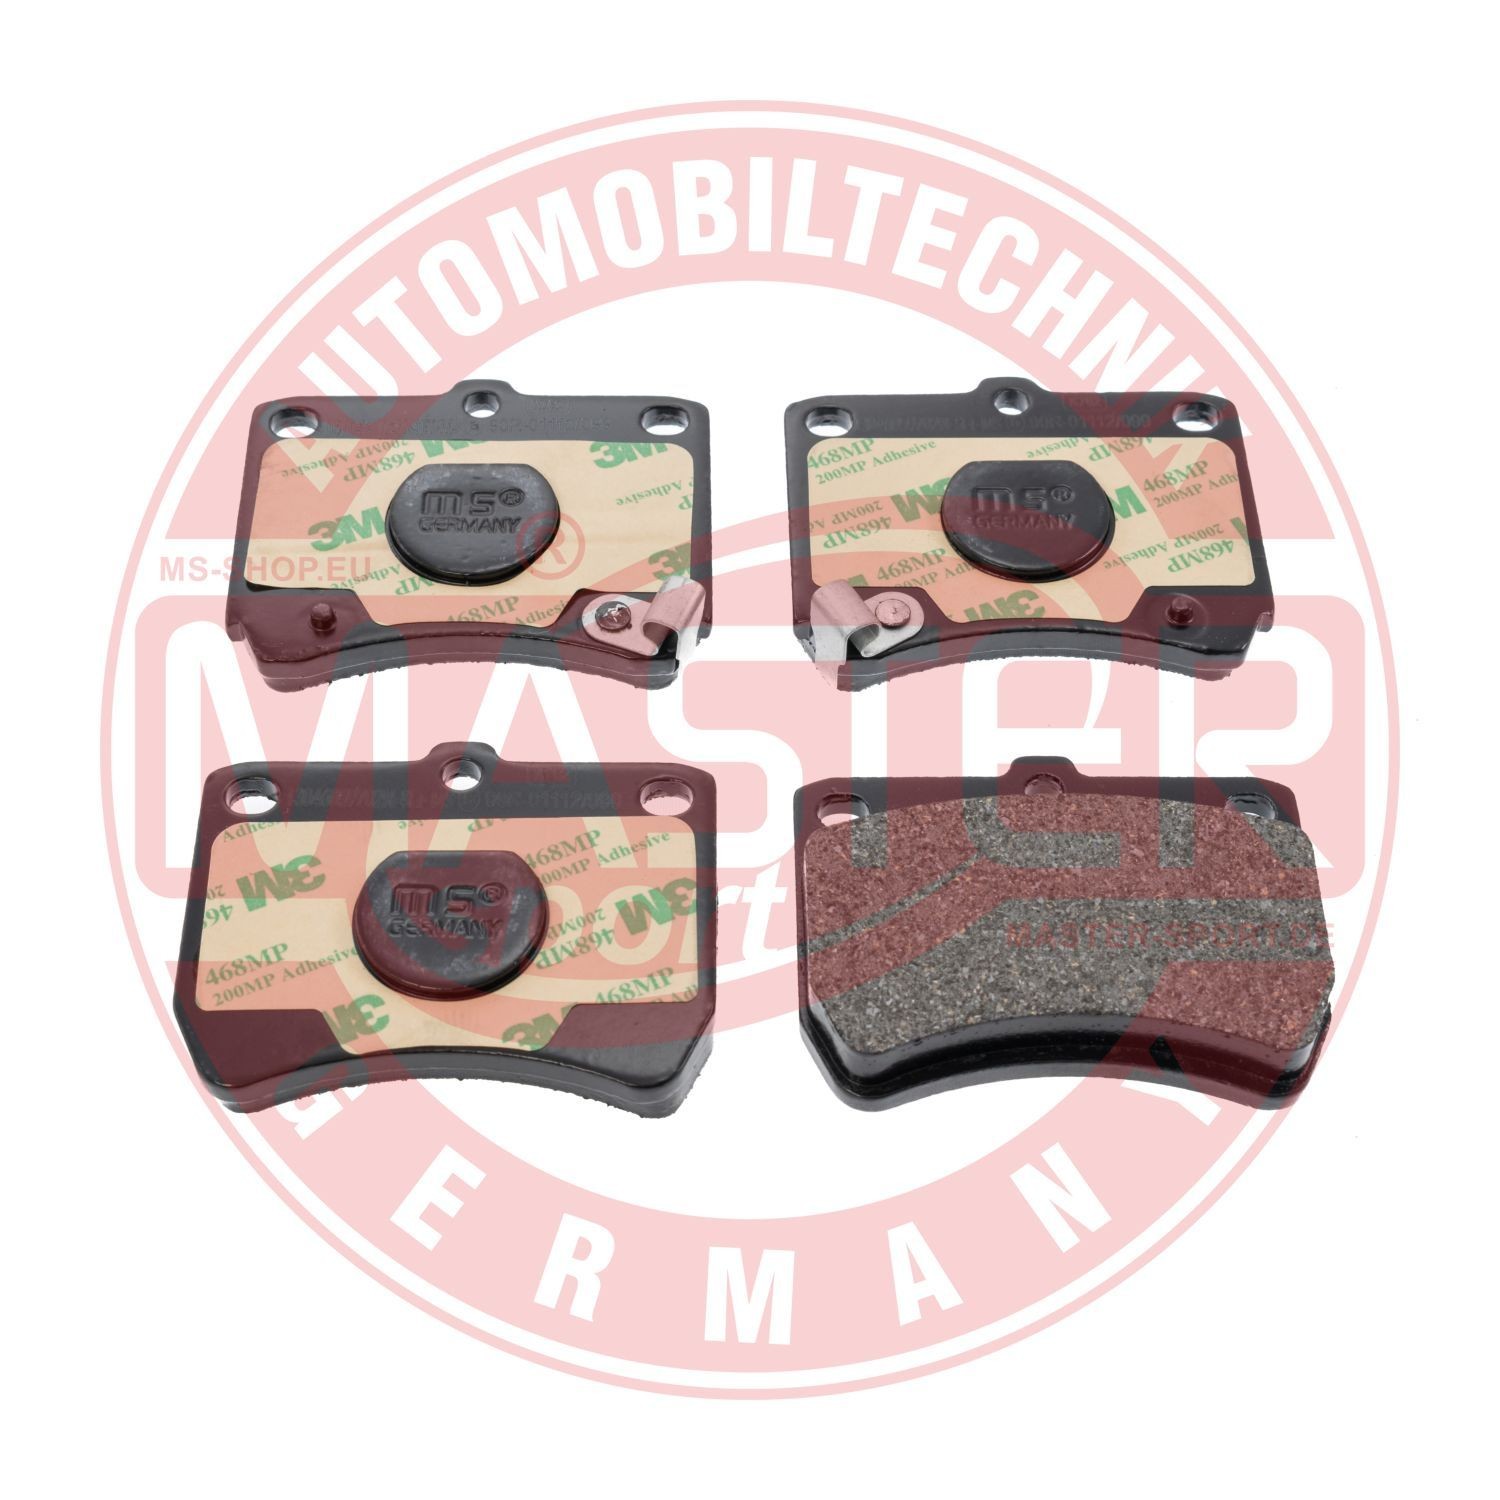 AUTOMOBILTECHNIK
MS-SHOP.EU
MASTER
Sport
®
MASTER-SPORT.DE
GERMANY
MS®
GERMANY
3M
468MP
200MP Adhesive
MS®
GERMANY
3M
468MP
200MP Adhesive
MS®
GERMANY
3M
468MP
200MP Adhesive